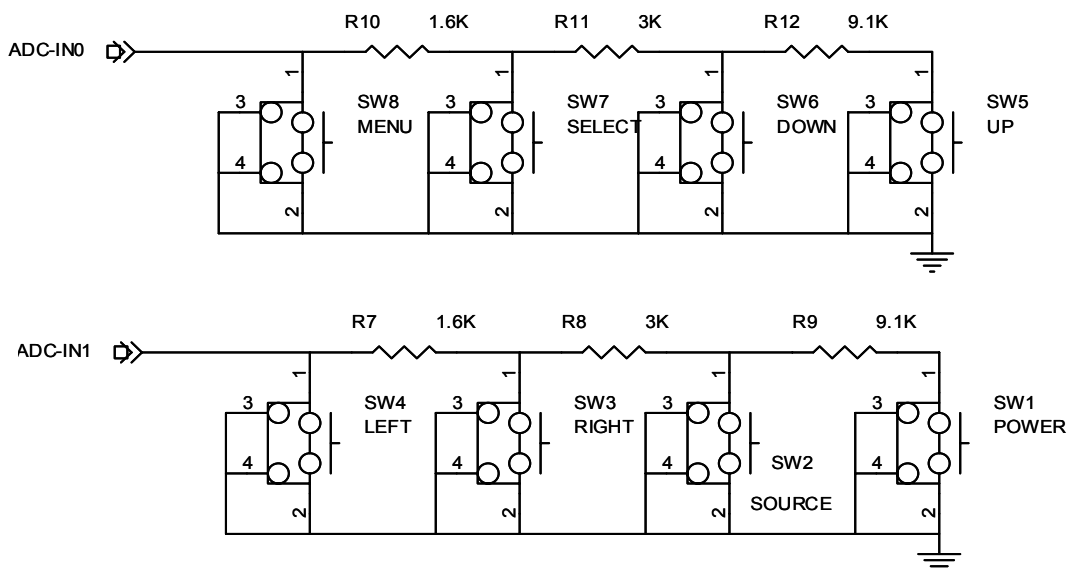 R10 1.6K R11 3K R12 9.1K
ADC-IN0
1 1 1 1
3 SW8 3 SW7 3 SW6 3 SW5
MENU SELECT DOWN UP
4 4 4 4
2 2 2 2
R7 1.6K R8 3K R9 9.1K
ADC-IN1
1 1 1 1
3 SW4 3 SW3 3 3 SW1
LEFT RIGHT POWER
4 4 4 SW2 4
2 2 2 SOURCE 2